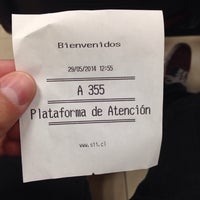 Bienvenidos
29/05/2014 12:55
A 355
Plataforma de Atención
www.sii.cl